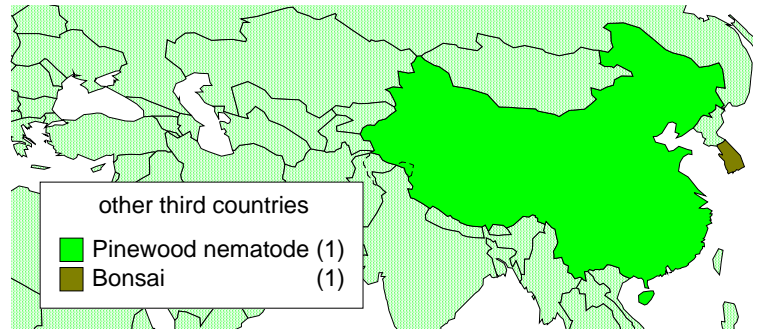 other third countries
Pinewood nematode (1)
Bonsai (1)